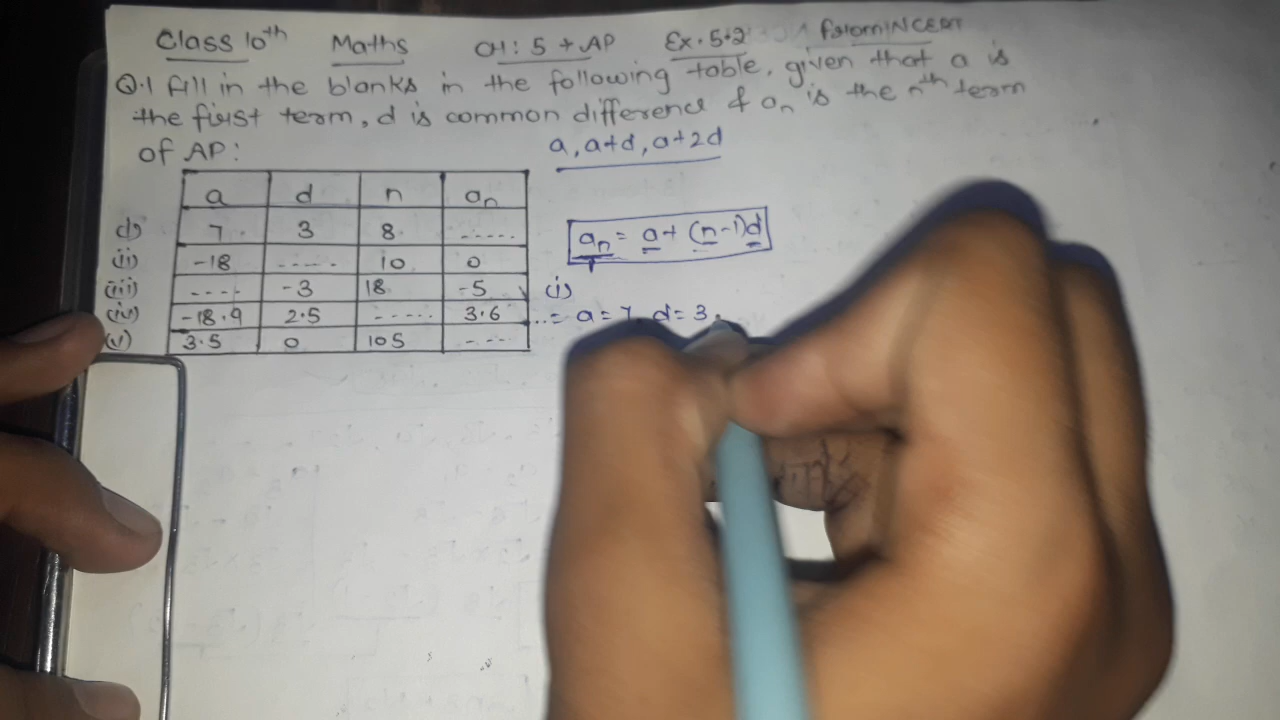 Class 10th Maths CH: 5 + AP Ex. 5.2 from NCERT
Q.1 Fill in the blanks in the following table, given that a is
the first term, d is common difference & an is the nth term
of AP:
a, a+d, a+2d
a d n an
(i) 7 3 8 .....
(ii) -18 ..... 10 0
(iii) .... -3 18 -5
(iv) -18.9 2.5 ..... 3.6
(v) 3.5 0 105 ----
an = a + (n-1)d
(i)
a = 7, d = 3